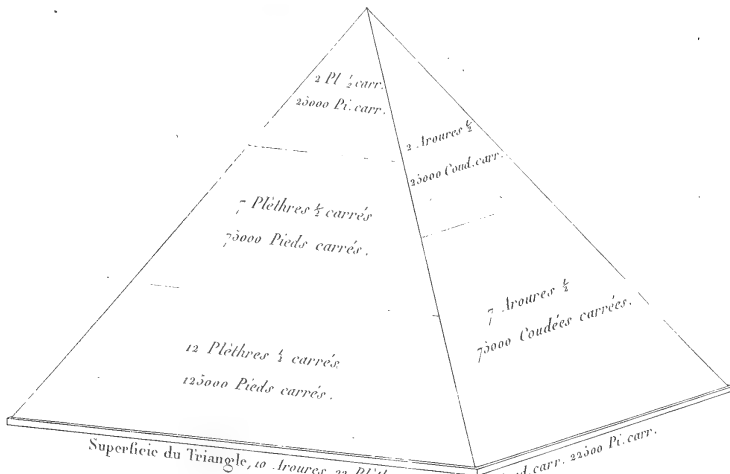 2 Pl ½ carr.
25000 Pi. carr.
2 Aroures ½
25000 Coud. carr.
7 Plèthres ½ carrés
75000 Pieds carrés.
7 Aroures ½
75000 Coudées carrées.
12 Plèthres ½ carrés
125000 Pieds carrés.
Superficie du Triangle, 10 Aroures 22
carr. 22500 Pi. carr.